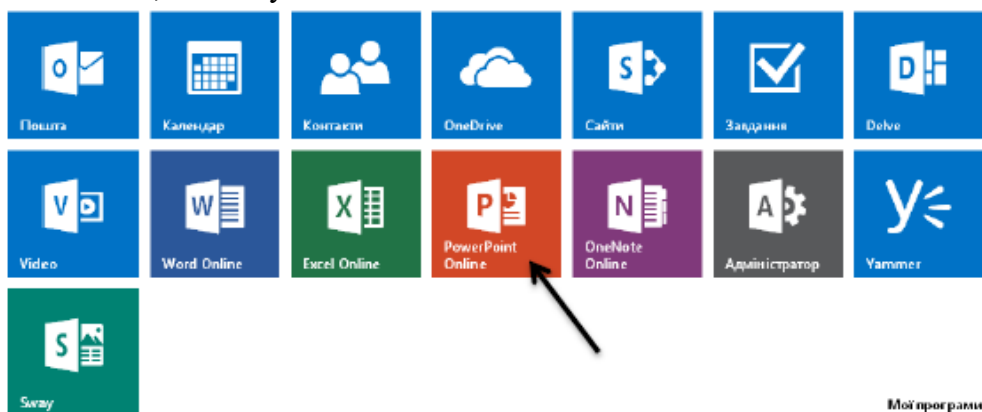 Пошта
Календар
Контакти
OneDrive
Сайти
Завдання
Delve
Video
Word Online
Excel Online
PowerPoint
Online
OneNote
Online
Адміністратор
Yammer
Sway
Мої програми